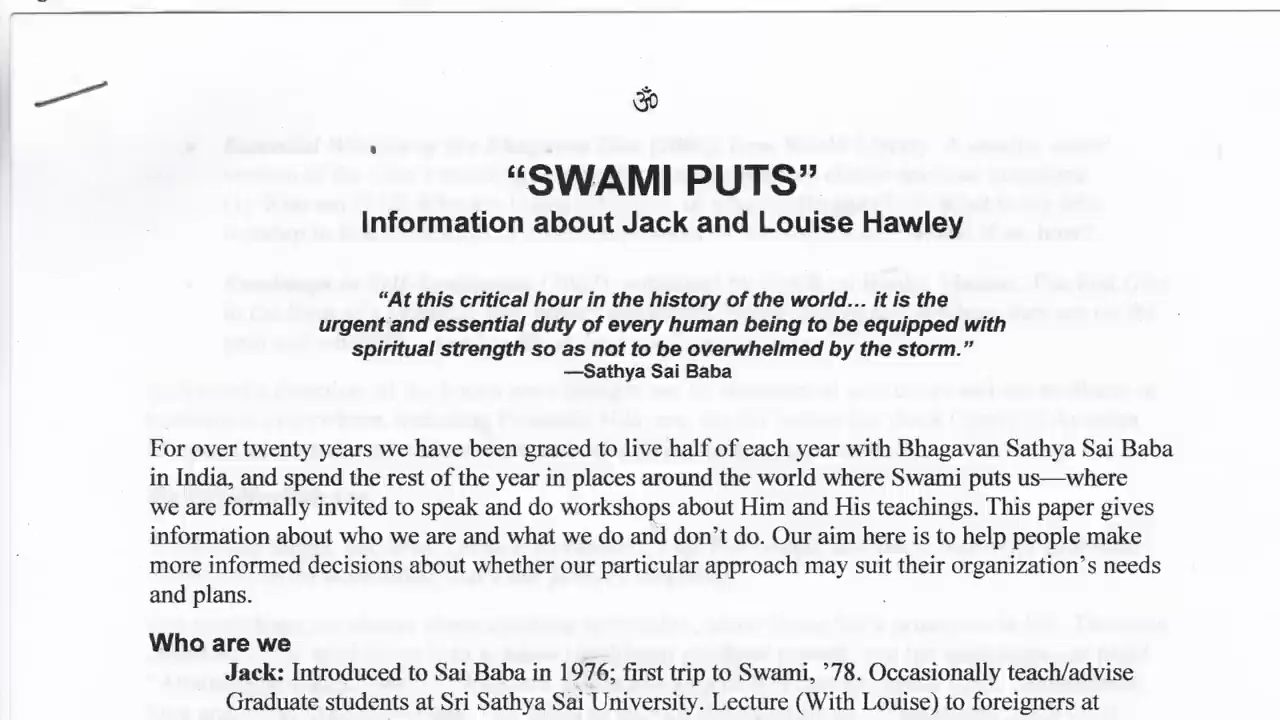 ॐ
“SWAMI PUTS”
Information about Jack and Louise Hawley
“At this critical hour in the history of the world… it is the
urgent and essential duty of every human being to be equipped with
spiritual strength so as not to be overwhelmed by the storm.”
—Sathya Sai Baba
For over twenty years we have been graced to live half of each year with Bhagavan Sathya Sai Baba
in India, and spend the rest of the year in places around the world where Swami puts us—where
we are formally invited to speak and do workshops about Him and His teachings. This paper gives
information about who we are and what we do and don’t do. Our aim here is to help people make
more informed decisions about whether our particular approach may suit their organization’s needs
and plans.
Who are we
Jack: Introduced to Sai Baba in 1976; first trip to Swami, ’78. Occasionally teach/advise
Graduate students at Sri Sathya Sai University. Lecture (With Louise) to foreigners at